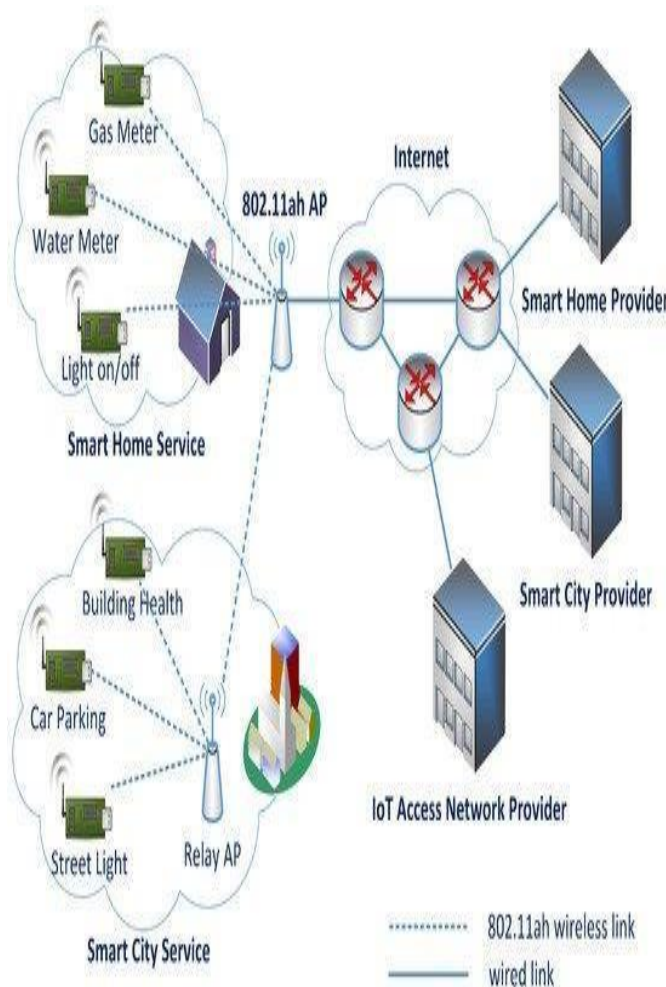 Gas Meter
Internet
802.11ah AP
Water Meter
Smart Home Provider
Light on/off
Smart Home Service
Building Health
Smart City Provider
Car Parking
IoT Access Network Provider
Street Light
Relay AP
Smart City Service
802.11ah wireless link
wired link